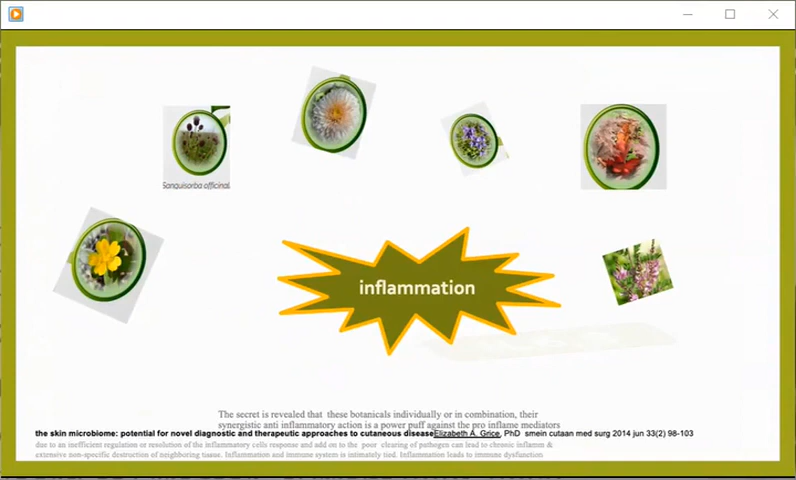 Sanquisorba officinal
inflammation
The secret is revealed that these botanicals individually or in combination, their
synergistic anti inflammatory action is a power puff against the pro inflame mediators
the skin microbiome: potential for novel diagnostic and therapeutic approaches to cutaneous diseaseElizabeth A. Grice, PhD smein cutaan med surg 2014 jun 33(2) 98-103
due to an inefficient regulation or resolution of the inflammatory cells response and add on to the poor clearing of pathogen can lead to chronic inflamm &
extensive non-specific destruction of neighboring tissue. Inflammation and immune system is intimately tied. Inflammation leads to immune dysfunction